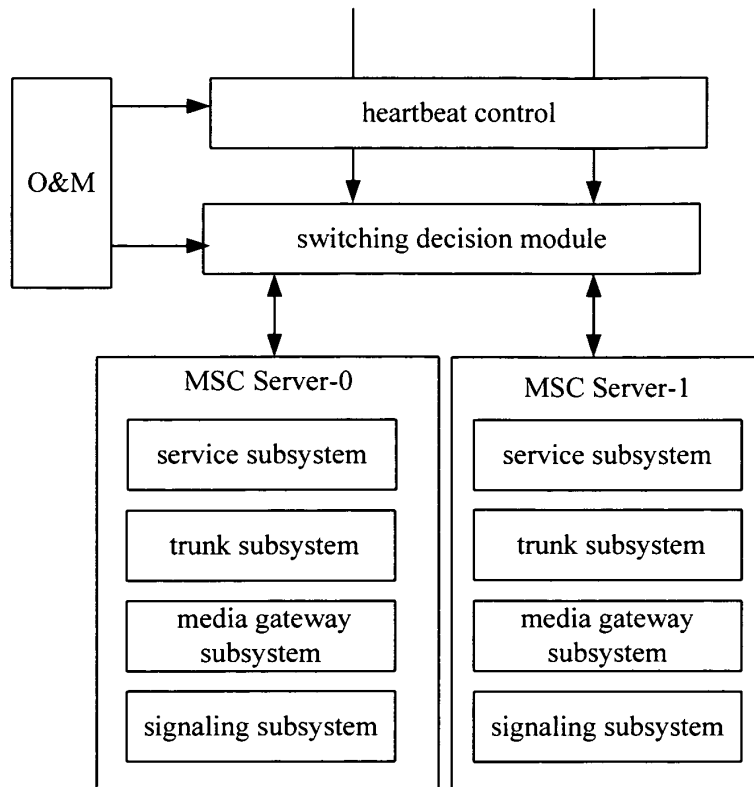 heartbeat control
O&M
switching decision module
MSC Server-0
service subsystem
trunk subsystem
media gateway
subsystem
signaling subsystem
MSC Server-1
service subsystem
trunk subsystem
media gateway
subsystem
signaling subsystem